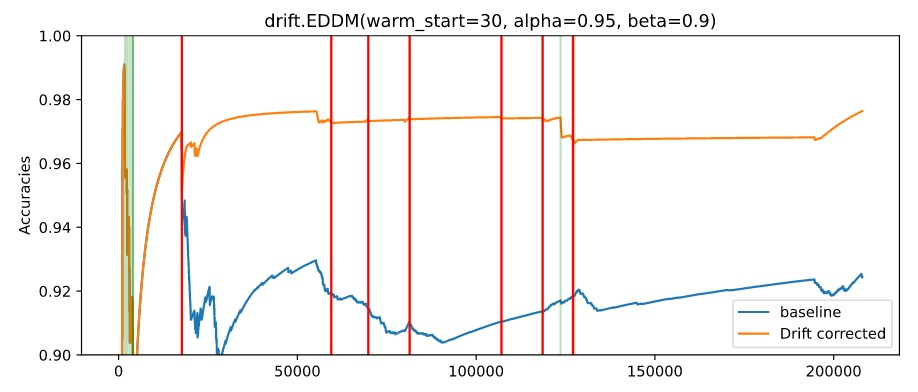 drift.EDDM(warm_start=30, alpha=0.95, beta=0.9)
1.00
0.98
0.96
0.94
0.92
0.90
Accuracies
0
50000
100000
150000
200000
baseline
Drift corrected